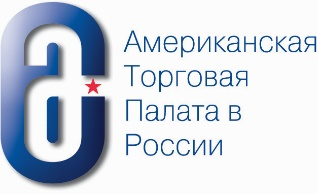 Американская
Торговая
Палата в
России